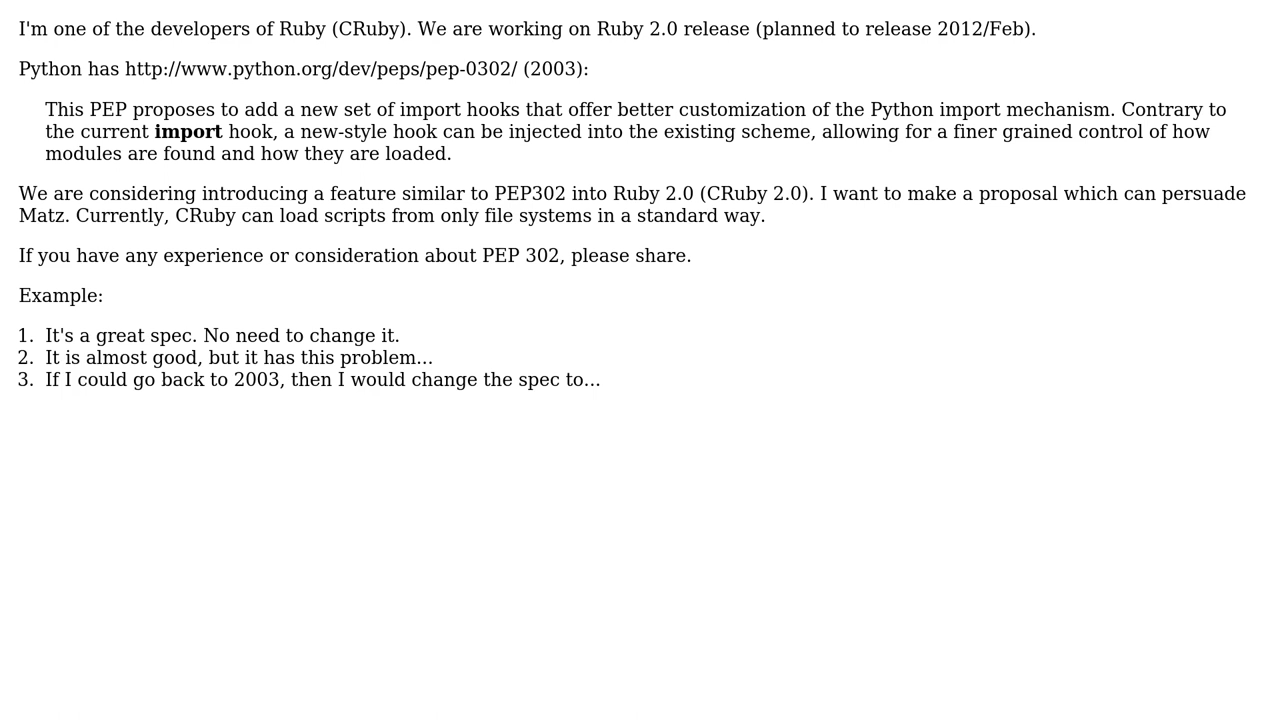 I'm one of the developers of Ruby (CRuby). We are working on Ruby 2.0 release (planned to release 2012/Feb).
Python has http://www.python.org/dev/peps/pep-0302/ (2003):
This PEP proposes to add a new set of import hooks that offer better customization of the Python import mechanism. Contrary to
the current import hook, a new-style hook can be injected into the existing scheme, allowing for a finer grained control of how
modules are found and how they are loaded.
We are considering introducing a feature similar to PEP302 into Ruby 2.0 (CRuby 2.0). I want to make a proposal which can persuade
Matz. Currently, CRuby can load scripts from only file systems in a standard way.
If you have any experience or consideration about PEP 302, please share.
Example:
1. It's a great spec. No need to change it.
2. It is almost good, but it has this problem...
3. If I could go back to 2003, then I would change the spec to...